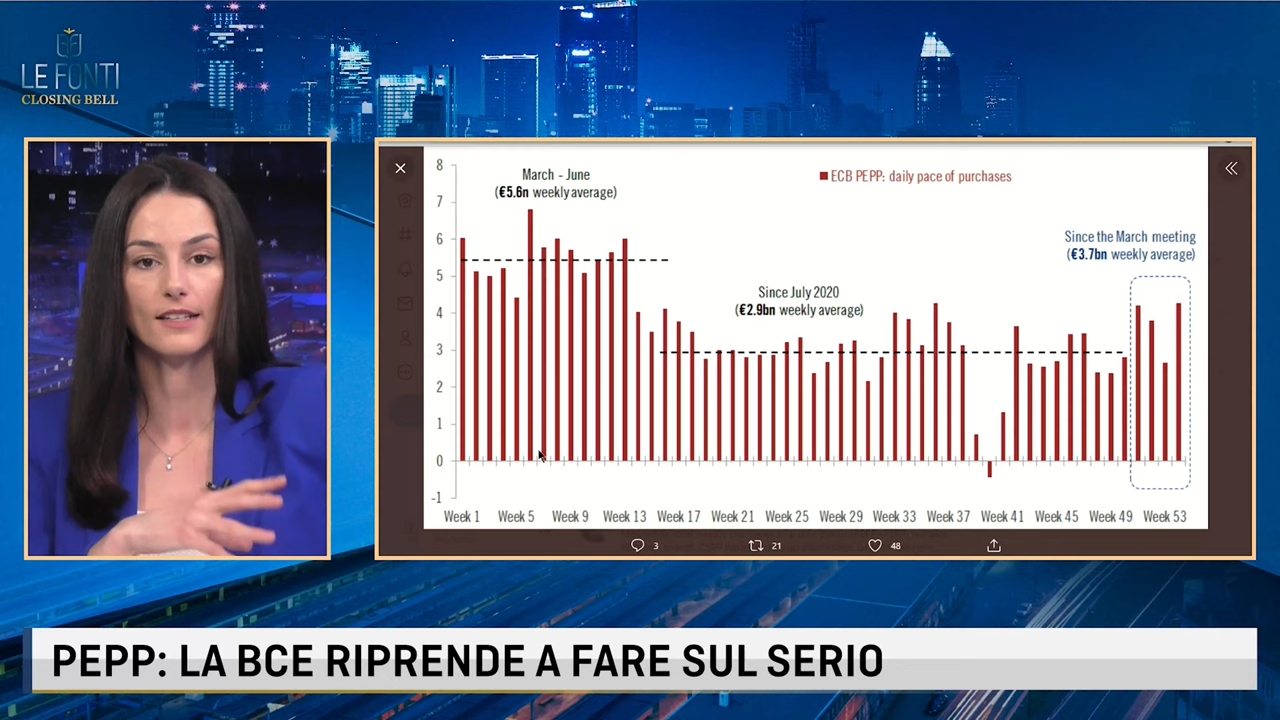 LE FONTI
CLOSING BELL
8
7
6
5
4
3
2
1
0
-1
March - June
(€5.6n weekly average)
ECB PEPP: daily pace of purchases
Since the March meeting
(€3.7bn weekly average)
Since July 2020
(€2.9bn weekly average)
Week 1 Week 5 Week 9 Week 13 Week 17 Week 21 Week 25 Week 29 Week 33 Week 37 Week 41 Week 45 Week 49 Week 53
3 21 48
PEPP: LA BCE RIPRENDE A FARE SUL SERIO